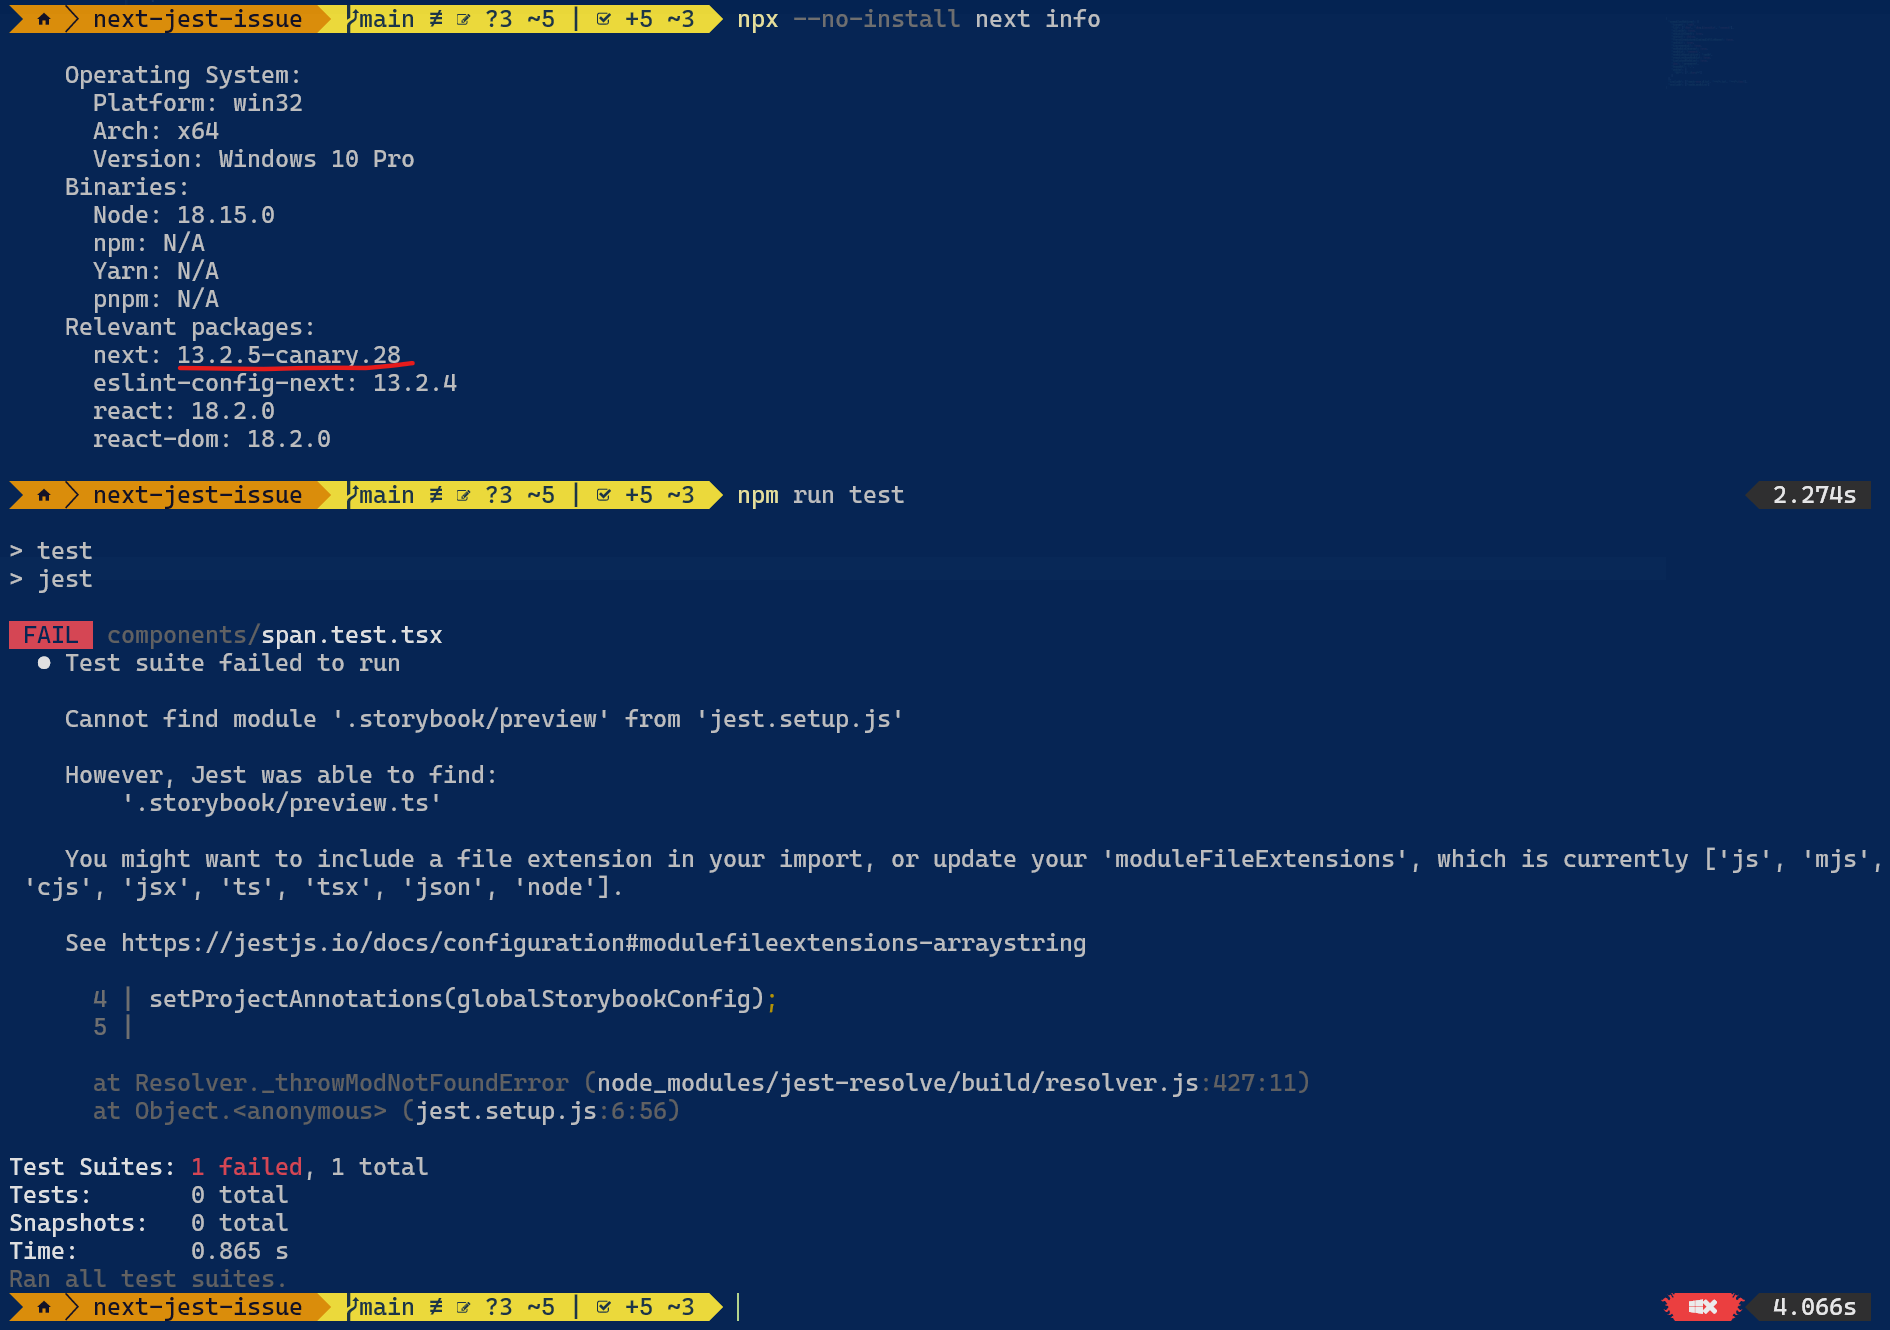 next-jest-issue main ≢ ?3 ~5 | +5 ~3 npx --no-install next info
Operating System:
Platform: win32
Arch: x64
Version: Windows 10 Pro
Binaries:
Node: 18.15.0
npm: N/A
Yarn: N/A
pnpm: N/A
Relevant packages:
next: 13.2.5-canary.28
eslint-config-next: 13.2.4
react: 18.2.0
react-dom: 18.2.0
next-jest-issue main ≢ ?3 ~5 | +5 ~3 npm run test 2.274s
> test
> jest
FAIL components/span.test.tsx
● Test suite failed to run
Cannot find module '.storybook/preview' from 'jest.setup.js'
However, Jest was able to find:
'.storybook/preview.ts'
You might want to include a file extension in your import, or update your 'moduleFileExtensions', which is currently ['js', 'mjs',
'cjs', 'jsx', 'ts', 'tsx', 'json', 'node'].
See https://jestjs.io/docs/configuration#modulefileextensions-arraystring
4 | setProjectAnnotations(globalStorybookConfig);
5 |
at Resolver._throwModNotFoundError (node_modules/jest-resolve/build/resolver.js:427:11)
at Object.<anonymous> (jest.setup.js:6:56)
Test Suites: 1 failed, 1 total
Tests: 0 total
Snapshots: 0 total
Time: 0.865 s
Ran all test suites.
next-jest-issue main ≢ ?3 ~5 | +5 ~3 4.066s